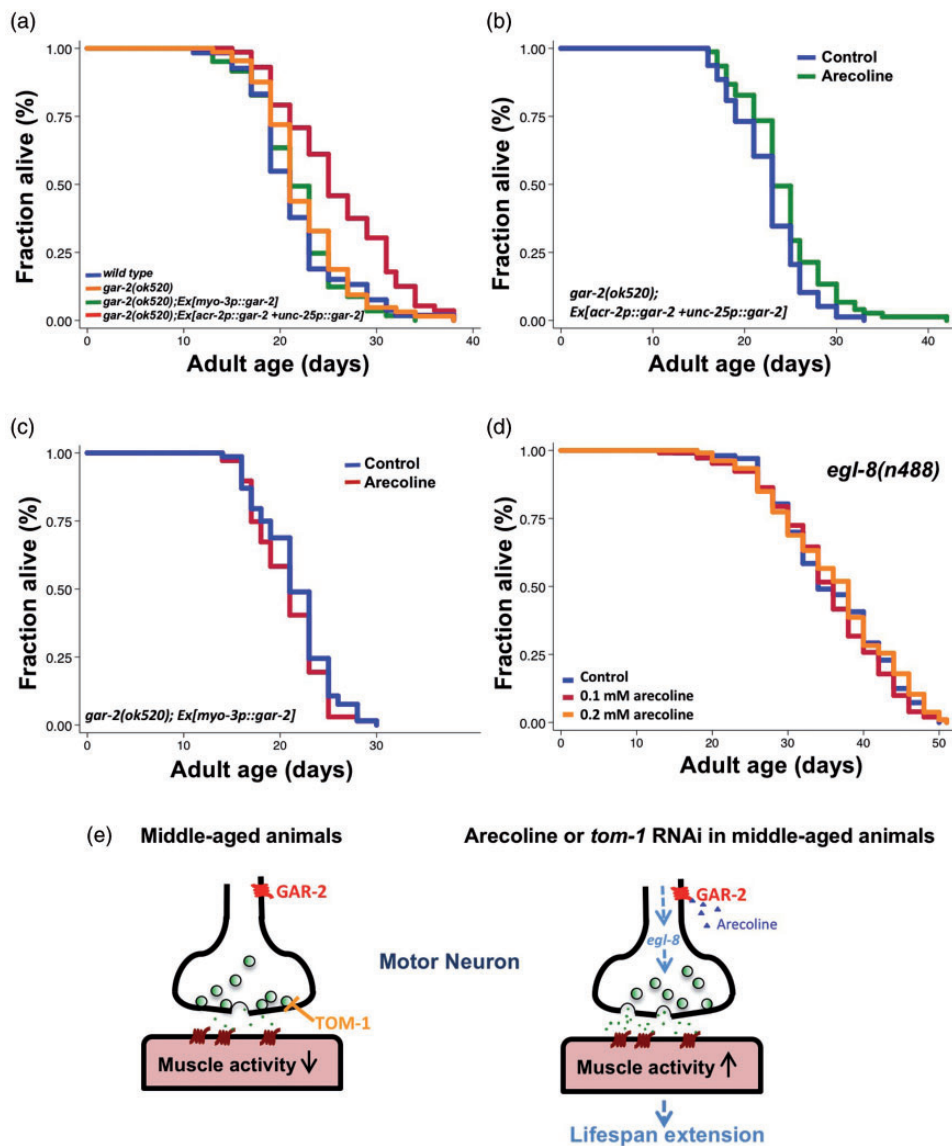 (a)
Fraction alive (%)
1.00
0.75
0.50
0.25
0.00
wild type
gar-2(ok520)
gar-2(ok520);Ex[myo-3p::gar-2]
gar-2(ok520);Ex[acr-2p::gar-2 +unc-25p::gar-2]
0 10 20 30 40
Adult age (days)
(b)
Fraction alive (%)
1.00
0.75
0.50
0.25
0.00
Control
Arecoline
gar-2(ok520);
Ex[acr-2p::gar-2 +unc-25p::gar-2]
0 10 20 30 40
Adult age (days)
(c)
Fraction alive (%)
1.00
0.75
0.50
0.25
0.00
Control
Arecoline
gar-2(ok520); Ex[myo-3p::gar-2]
0 10 20 30
Adult age (days)
(d)
Fraction alive (%)
1.00
0.75
0.50
0.25
0.00
egl-8(n488)
Control
0.1 mM arecoline
0.2 mM arecoline
0 10 20 30 40 50
Adult age (days)
(e)
Middle-aged animals
GAR-2
TOM-1
Muscle activity ↓
Motor Neuron
Arecoline or tom-1 RNAi in middle-aged animals
GAR-2
Arecoline
egl-8
Muscle activity ↑
Lifespan extension